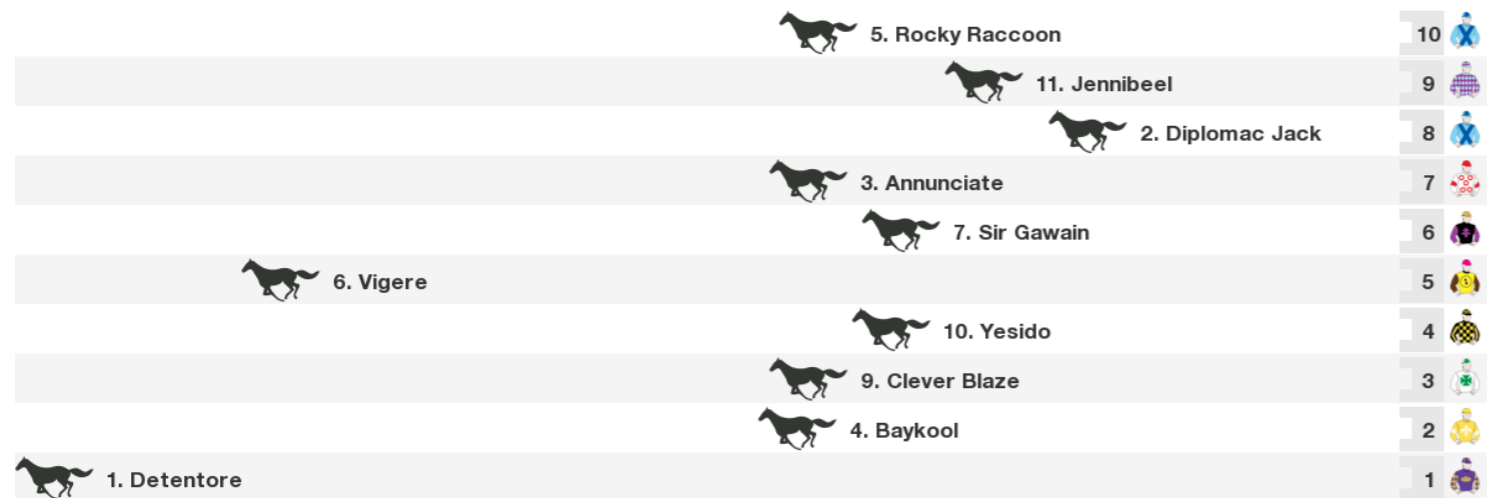 5. Rocky Raccoon 10
11. Jennibeel 9
2. Diplomac Jack 8
3. Annunciate 7
7. Sir Gawain 6
6. Vigere 5
10. Yesido 4
9. Clever Blaze 3
4. Baykool 2
1. Detentore 1